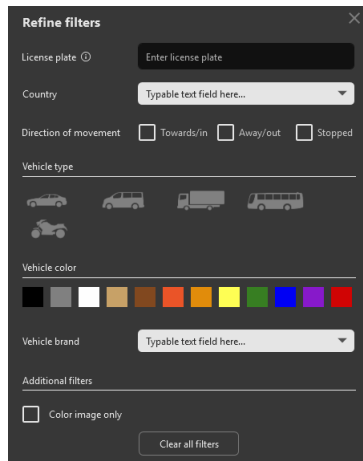 Refine filters
License plate
Enter license plate
Country
Typable text field here...
Direction of movement
Towards/in
Away/out
Stopped
Vehicle type
Vehicle color
Vehicle brand
Typable text field here...
Additional filters
Color image only
Clear all filters